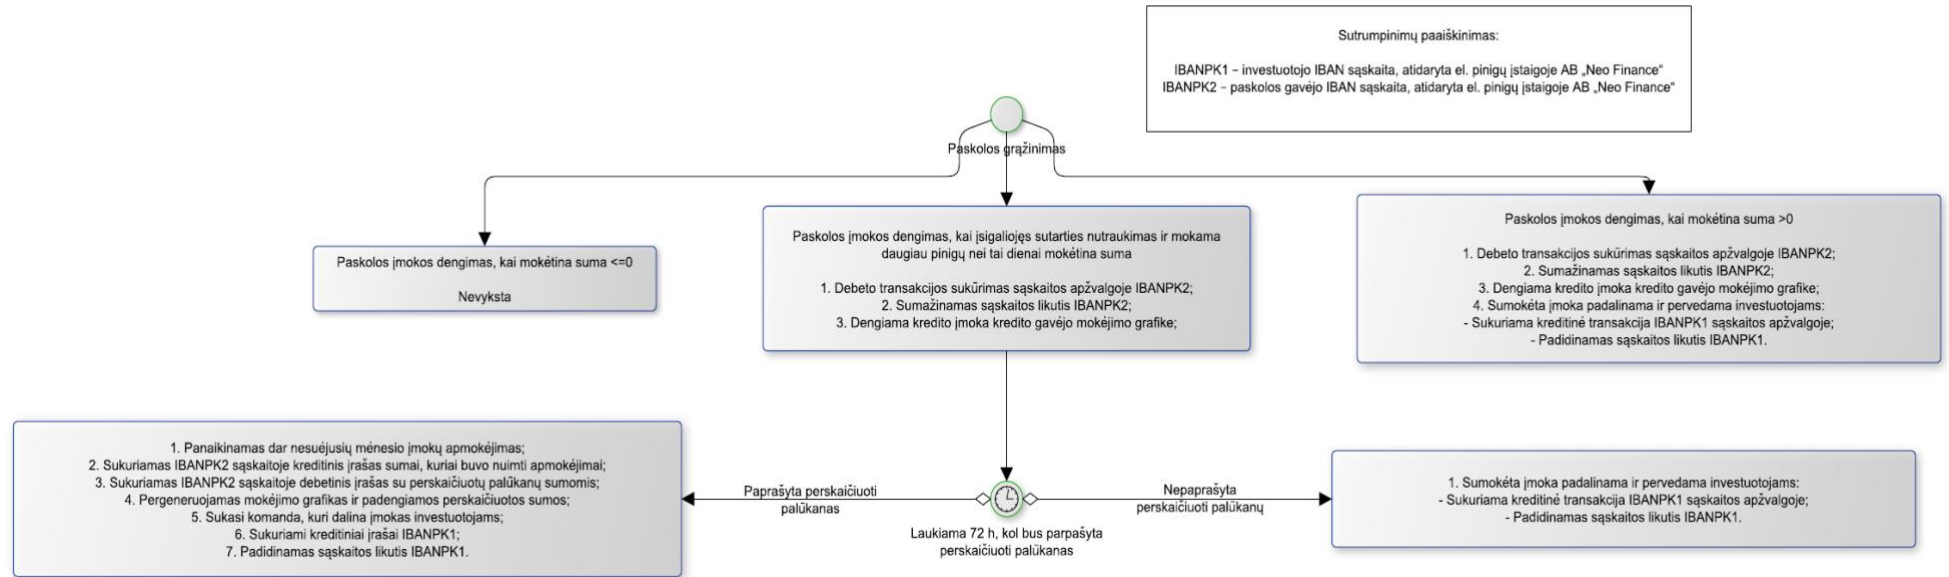 Sutrumpinimų paaiškinimas:
IBANPK1 – investuotojo IBAN sąskaita, atidaryta el. pinigų įstaigoje AB „Neo Finance“
IBANPK2 – paskolos gavėjo IBAN sąskaita, atidaryta el. pinigų įstaigoje AB „Neo Finance“
Paskolos grąžinimas
Paskolos įmokos dengimas, kai mokėtina suma <=0
Nevyksta
Paskolos įmokos dengimas, kai įsigaliojęs sutarties nutraukimas ir mokama
daugiau pinigų nei tai dienai mokėtina suma
1. Debeto transakcijos sukūrimas sąskaitos apžvalgoje IBANPK2;
2. Sumažinamas sąskaitos likutis IBANPK2;
3. Dengiama kredito įmoka kredito gavėjo mokėjimo grafike;
Paskolos įmokos dengimas, kai mokėtina suma >0
1. Debeto transakcijos sukūrimas sąskaitos apžvalgoje IBANPK2;
2. Sumažinamas sąskaitos likutis IBANPK2;
3. Dengiama kredito įmoka kredito gavėjo mokėjimo grafike;
4. Sumokėta įmoka padalinama ir pervedama investuotojams:
- Sukuriama kreditinė transakcija IBANPK1 sąskaitos apžvalgoje;
- Padidinamas sąskaitos likutis IBANPK1.
1. Panaikinamas dar nesuėjusių mėnesio įmokų apmokėjimas;
2. Sukuriamas IBANPK2 sąskaitoje kreditinis įrašas sumai, kuriai buvo nuimti apmokėjimai;
3. Sukuriamas IBANPK2 sąskaitoje debetinis įrašas su perskaičiuotų palūkanų sumomis;
4. Pergeneruojamas mokėjimo grafikas ir padengiamos perskaičiuotos sumos;
5. Sukasi komanda, kuri dalina įmokas investuotojams;
6. Sukuriami kreditiniai įrašai IBANPK1;
7. Padidinamas sąskaitos likutis IBANPK1.
Paprašyta perskaičiuoti
palūkanas
Laukiama 72 h, kol bus parpašyta
perskaičiuoti palūkanas
Nepaprašyta
perskaičiuoti palūkanų
1. Sumokėta įmoka padalinama ir pervedama investuotojams:
- Sukuriama kreditinė transakcija IBANPK1 sąskaitos apžvalgoje;
- Padidinamas sąskaitos likutis IBANPK1.